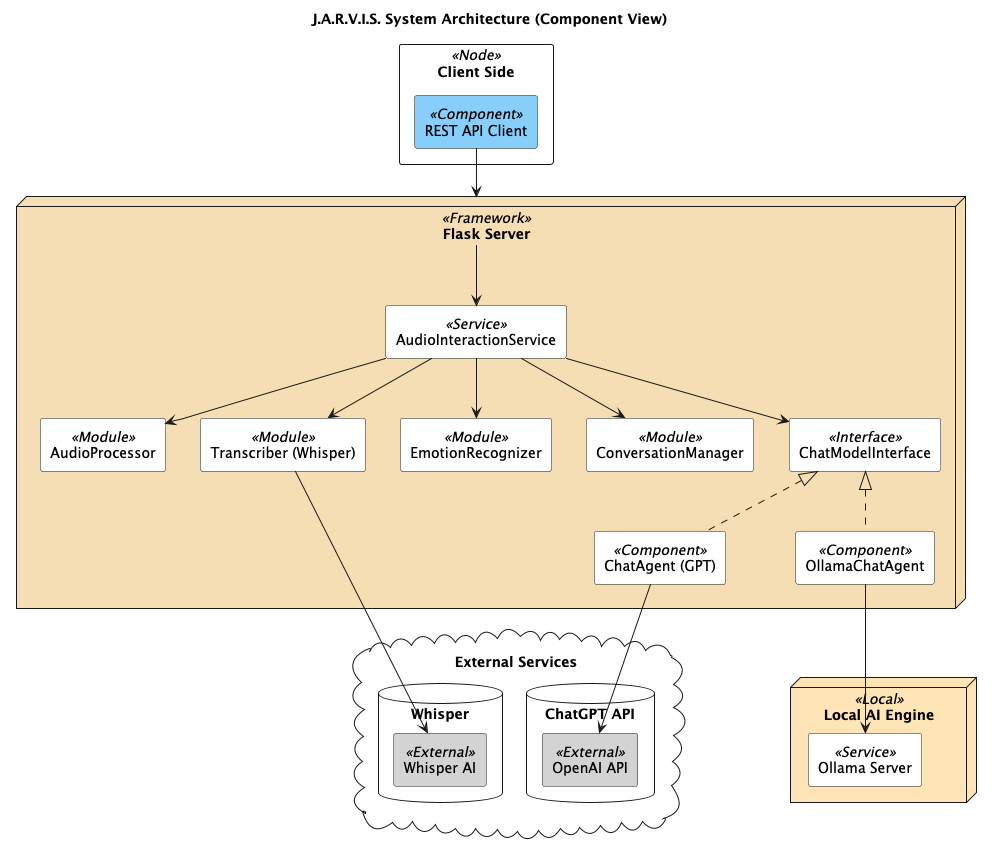 J.A.R.V.I.S. System Architecture (Component View)
«Node»
Client Side
«Component»
REST API Client
«Framework»
Flask Server
«Service»
AudioInteractionService
«Module»
AudioProcessor
«Module»
Transcriber (Whisper)
«Module»
EmotionRecognizer
«Module»
ConversationManager
«Interface»
ChatModelInterface
«Component»
ChatAgent (GPT)
«Component»
OllamaChatAgent
External Services
Whisper
«External»
Whisper AI
ChatGPT API
«External»
OpenAI API
«Local»
Local AI Engine
«Service»
Ollama Server